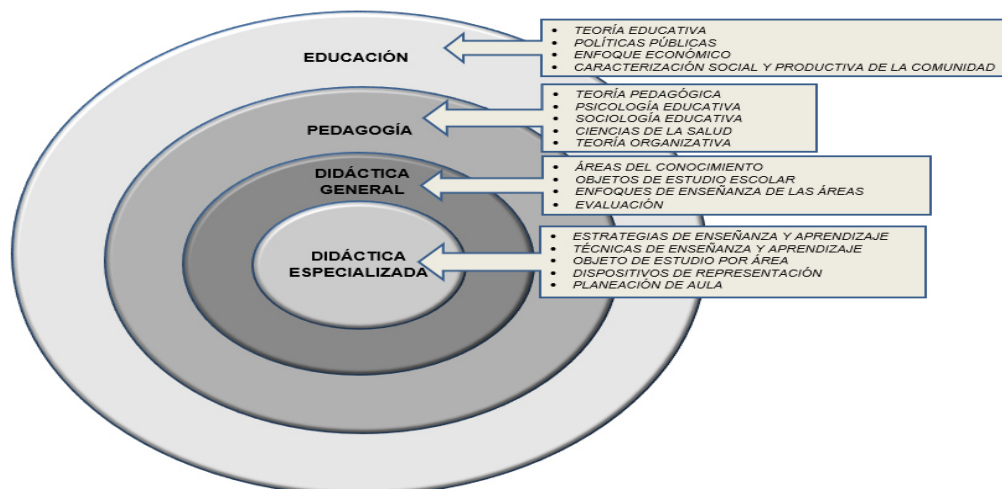 EDUCACIÓN
• TEORÍA EDUCATIVA
• POLÍTICAS PÚBLICAS
• ENFOQUE ECONÓMICO
• CARACTERIZACIÓN SOCIAL Y PRODUCTIVA DE LA COMUNIDAD
PEDAGOGÍA
• TEORÍA PEDAGÓGICA
• PSICOLOGÍA EDUCATIVA
• SOCIOLOGÍA EDUCATIVA
• CIENCIAS DE LA SALUD
• TEORÍA ORGANIZATIVA
DIDÁCTICA
GENERAL
• ÁREAS DEL CONOCIMIENTO
• OBJETOS DE ESTUDIO ESCOLAR
• ENFOQUES DE ENSEÑANZA DE LAS ÁREAS
• EVALUACIÓN
DIDÁCTICA
ESPECIALIZADA
• ESTRATEGIAS DE ENSEÑANZA Y APRENDIZAJE
• TÉCNICAS DE ENSEÑANZA Y APRENDIZAJE
• OBJETO DE ESTUDIO POR ÁREA
• DISPOSITIVOS DE REPRESENTACIÓN
• PLANEACIÓN DE AULA